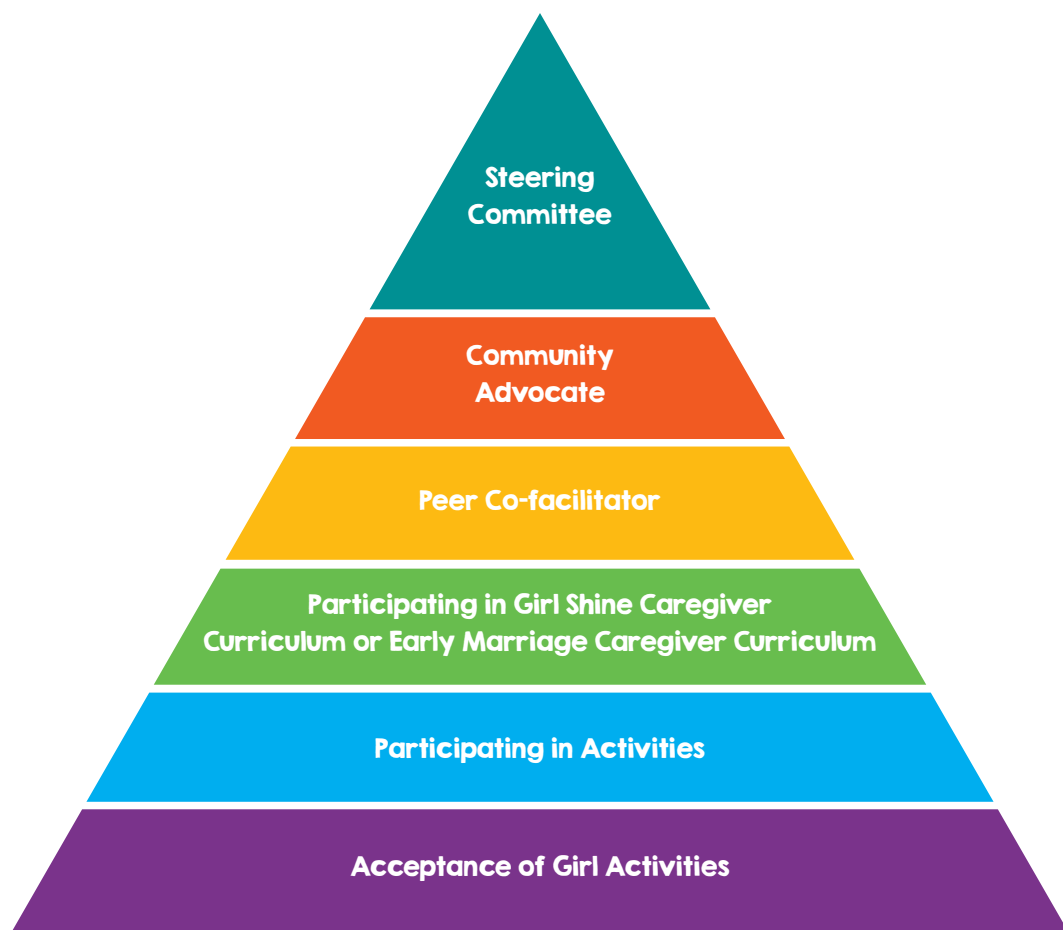 Steering
Committee
Community
Advocate
Peer Co-facilitator
Participating in Girl Shine Caregiver
Curriculum or Early Marriage Caregiver Curriculum
Participating in Activities
Acceptance of Girl Activities